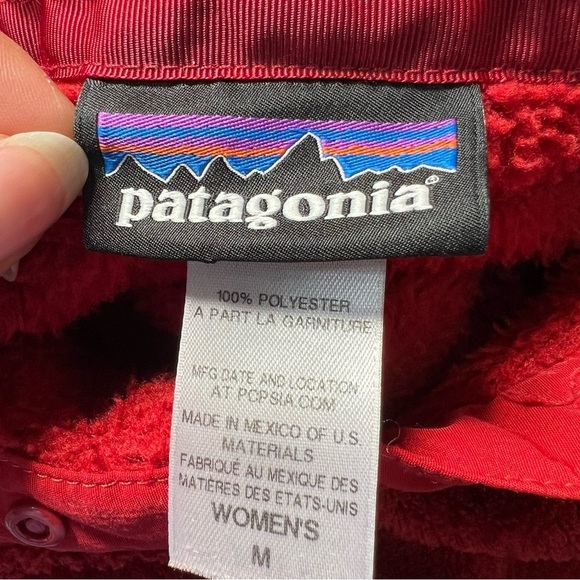 patagonia®
100% POLYESTER
A PART LA GARNITURE
MFG DATE AND LOCATION
AT PCPSIA.COM
MADE IN MEXICO OF U.S.
MATERIALS
FABRIQUÉ AU MEXIQUE DES
MATIÈRES DES ETATS-UNIS
WOMEN'S
M